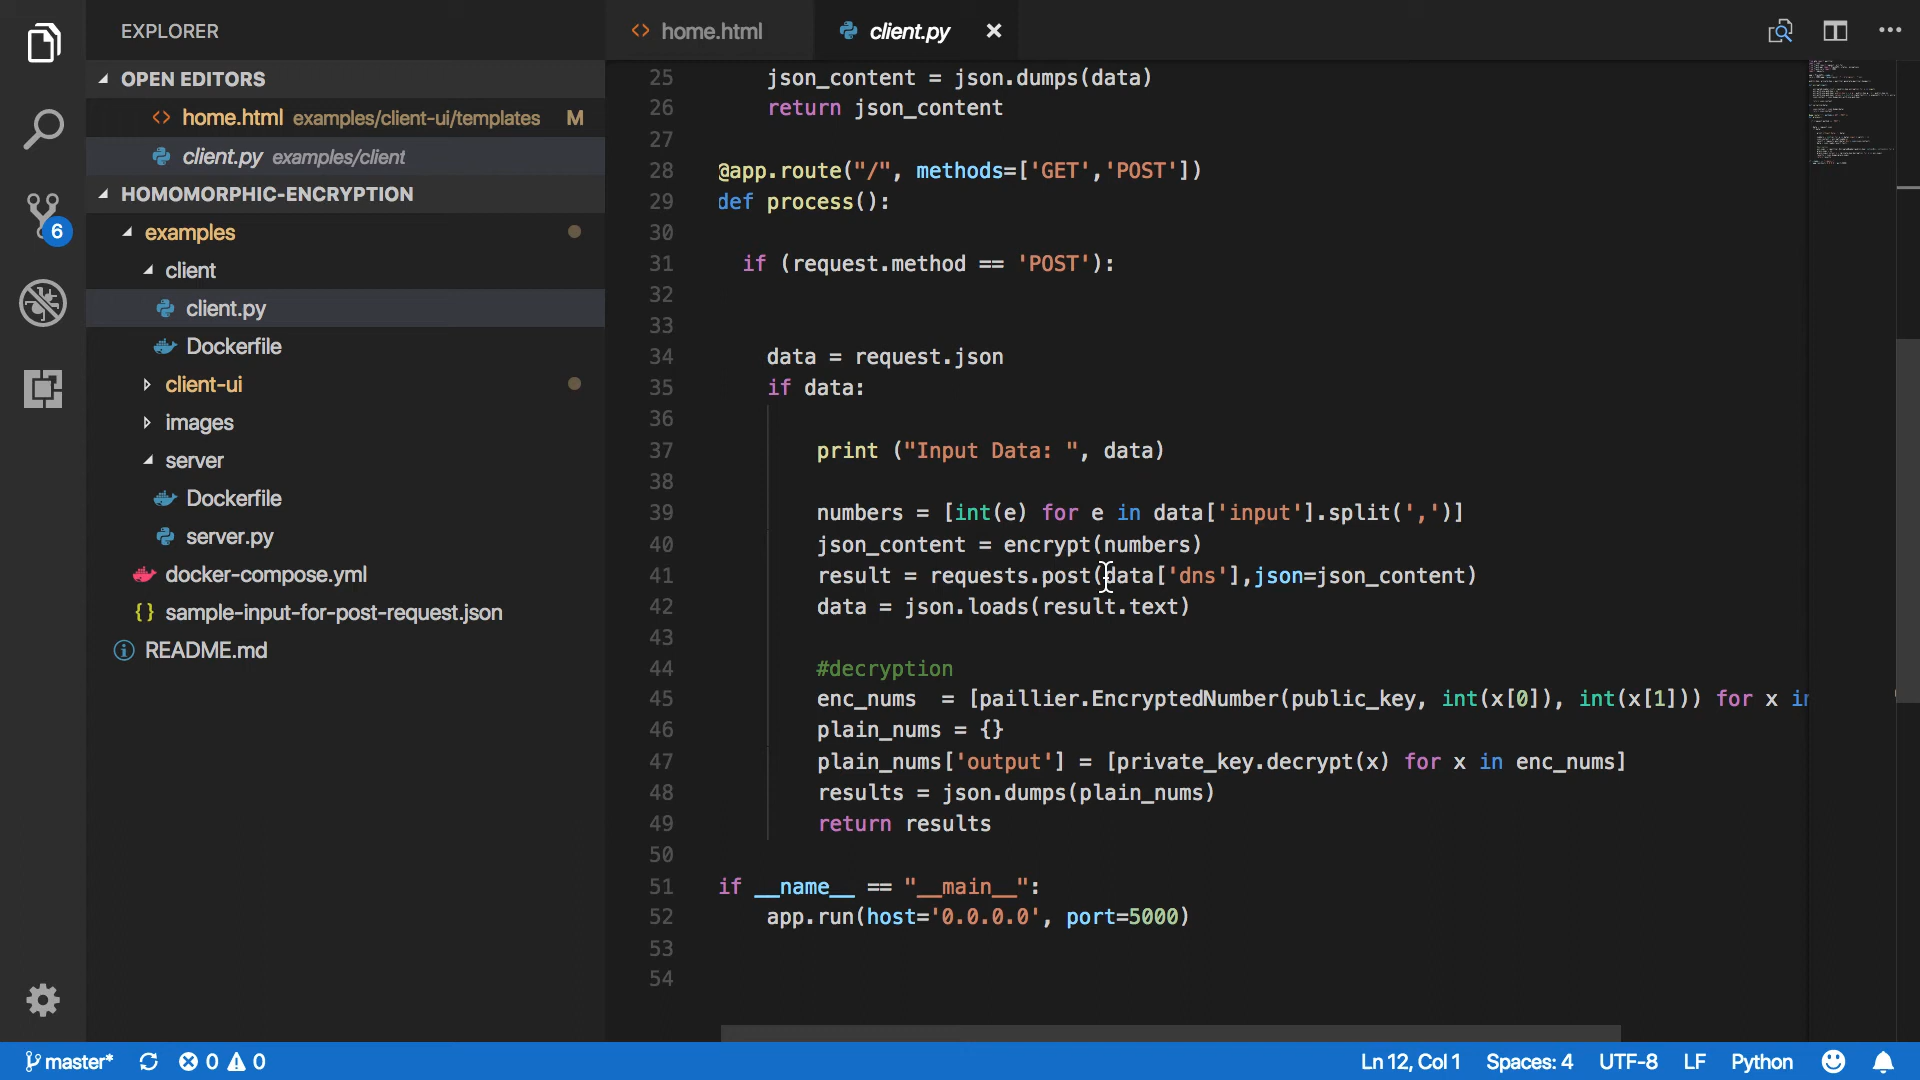 EXPLORER
OPEN EDITORS
home.html examples/client-ui/templates M
client.py examples/client
HOMOMORPHIC-ENCRYPTION
examples
client
client.py
Dockerfile
client-ui
images
server
Dockerfile
server.py
docker-compose.yml
sample-input-for-post-request.json
README.md
6
home.html
client.py
25 json_content = json.dumps(data)
26 return json_content
27
28 @app.route("/", methods=['GET','POST'])
29 def process():
30
31 if (request.method == 'POST'):
32
33
34 data = request.json
35 if data:
36
37 print ("Input Data: ", data)
38
39 numbers = [int(e) for e in data['input'].split(',')]
40 json_content = encrypt(numbers)
41 result = requests.post(data['dns'],json=json_content)
42 data = json.loads(result.text)
43
44 #decryption
45 enc_nums = [paillier.EncryptedNumber(public_key, int(x[0]), int(x[1])) for x in
46 plain_nums = {}
47 plain_nums['output'] = [private_key.decrypt(x) for x in enc_nums]
48 results = json.dumps(plain_nums)
49 return results
50
51 if __name__ == "__main__":
52 app.run(host='0.0.0.0', port=5000)
53
54
master* 0 0 Ln 12, Col 1 Spaces: 4 UTF-8 LF Python